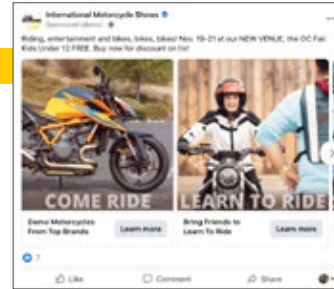 International Motorcycle Shows
Sponsored (demo)
Riding, entertainment and bikes, bikes, bikes! Nov. 19-21 at our NEW VENUE, the OC Fair.
Kids Under 12 FREE. Buy now for discount on tix!
COME RIDE
LEARN TO RIDE
Demo Motorcycles
From Top Brands
Learn more
Bring Friends to
Learn To Ride
Learn more
7
Like
Comment
Share